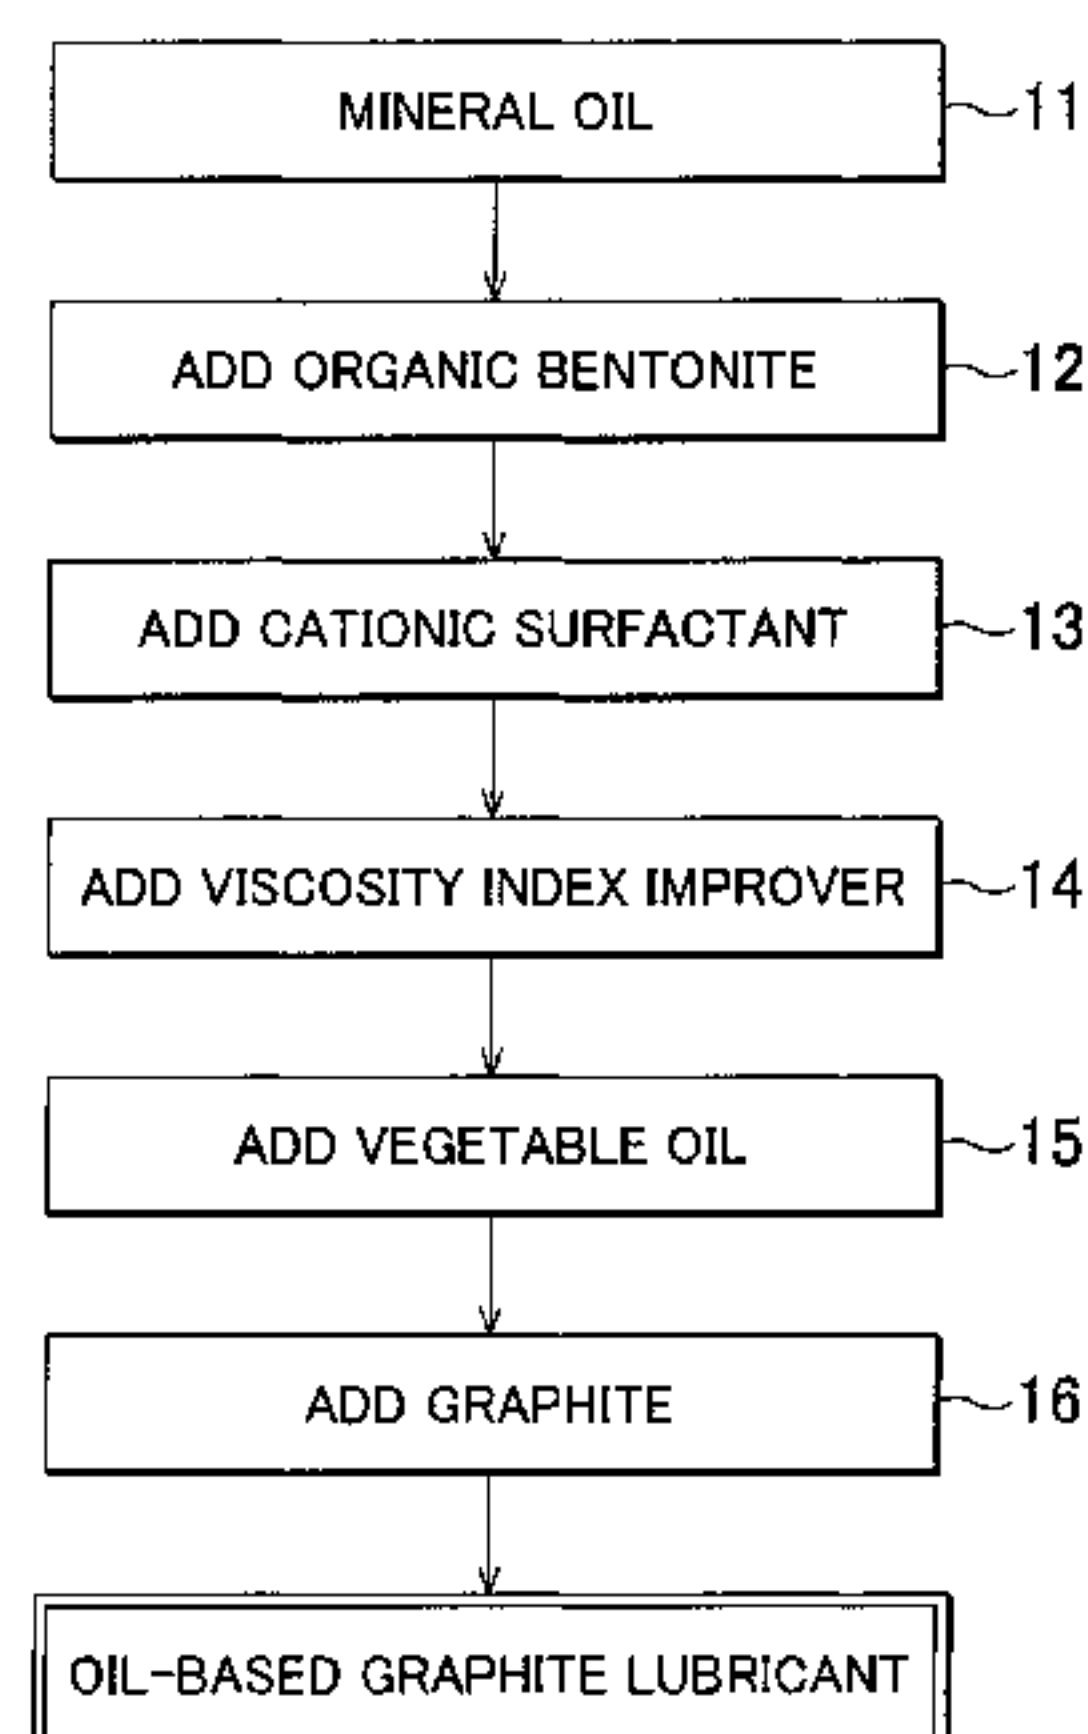 MINERAL OIL 11
ADD ORGANIC BENTONITE 12
ADD CATIONIC SURFACTANT 13
ADD VISCOSITY INDEX IMPROVER 14
ADD VEGETABLE OIL 15
ADD GRAPHITE 16
OIL-BASED GRAPHITE LUBRICANT